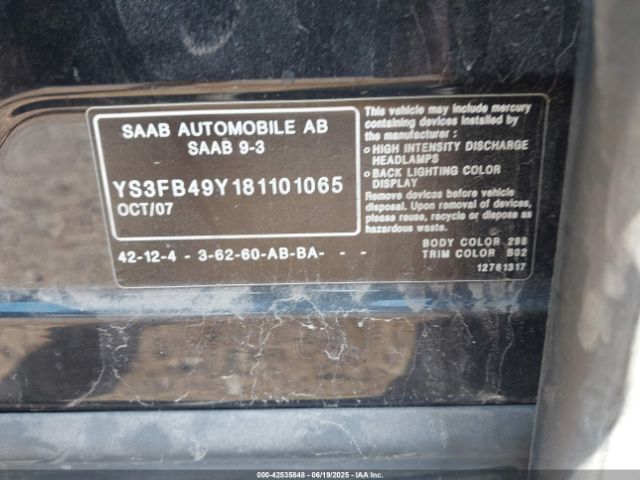 SAAB AUTOMOBILE AB
SAAB 9-3
YS3FB49Y181101065
OCT/07
42-12-4 - 3-62-60-AB-BA- - -
This vehicle may include mercury
containing devices installed by
the manufacturer :
o HIGH INTENSITY DISCHARGE
HEADLAMPS
o BACK LIGHTING COLOR
DISPLAY
Remove devices before vehicle
disposal. Upon removal of devices,
please reuse, recycle or dispose as
hazardous waste.
BODY COLOR 298
TRIM COLOR B02
12761317
000-42535848 - 06/19/2025 - IAA Inc.